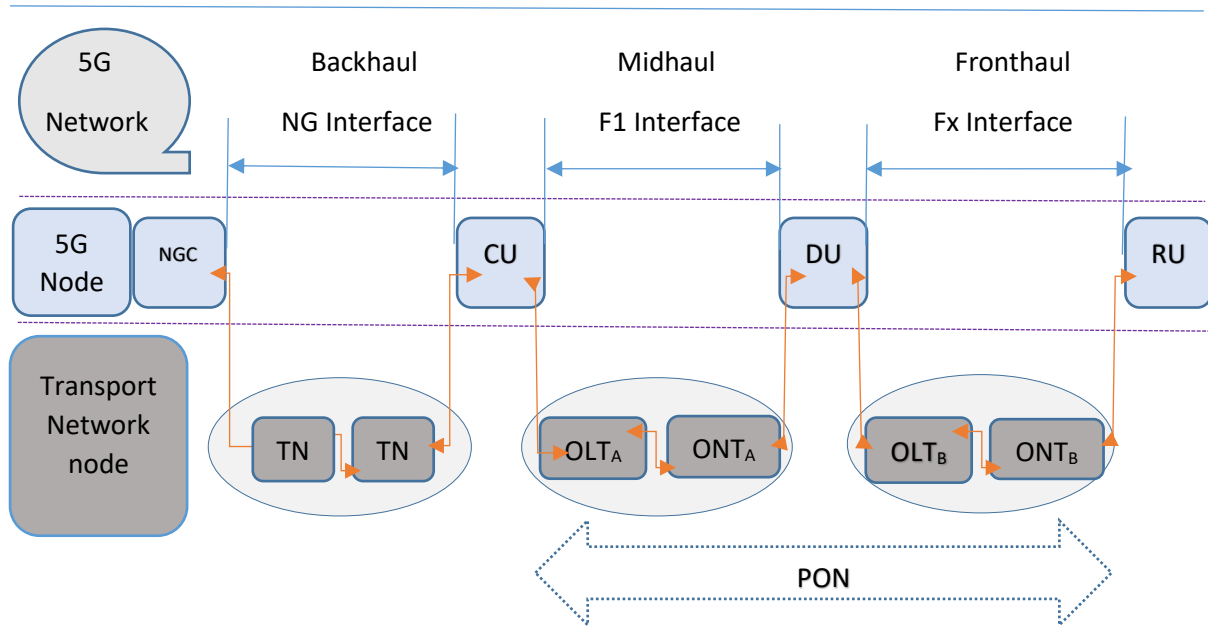 5G
Network
Backhaul
NG Interface
Midhaul
F1 Interface
Fronthaul
Fx Interface
5G
Node
NGC
CU
DU
RU
Transport
Network
node
TN
TN
OLTA
ONTA
OLTB
ONTB
PON